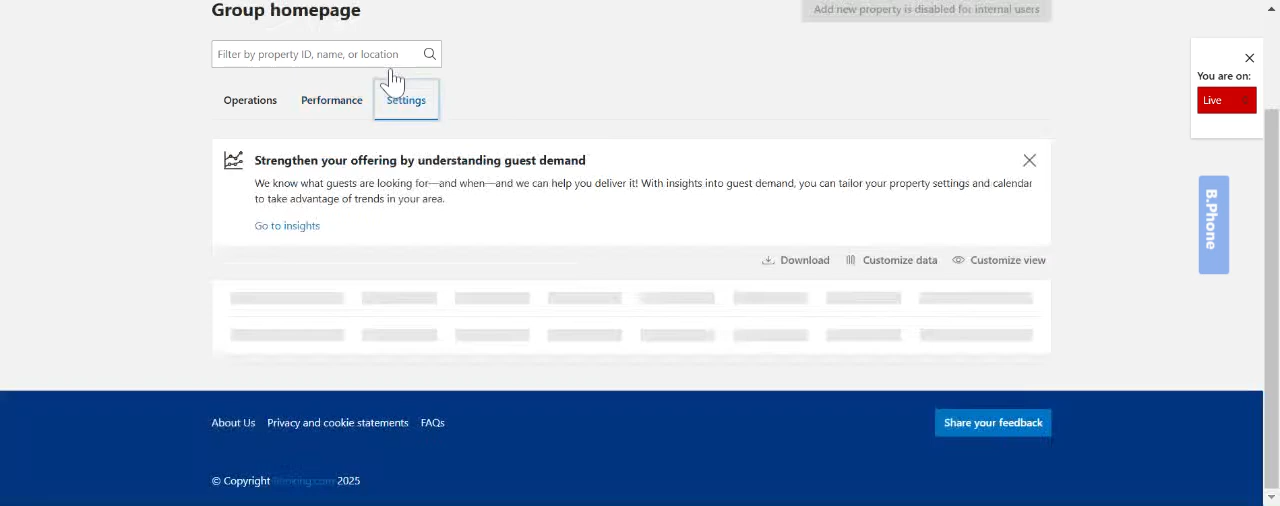 Group homepage
Add new property is disabled for internal users
Filter by property ID, name, or location
You are on:
Live
Operations
Performance
Settings
Strengthen your offering by understanding guest demand
We know what guests are looking for—and when—and we can help you deliver it! With insights into guest demand, you can tailor your property settings and calendar
to take advantage of trends in your area.
Go to insights
B.Phone
Download
Customize data
Customize view
About Us
Privacy and cookie statements
FAQs
Share your feedback
© Copyright Booking.com 2025